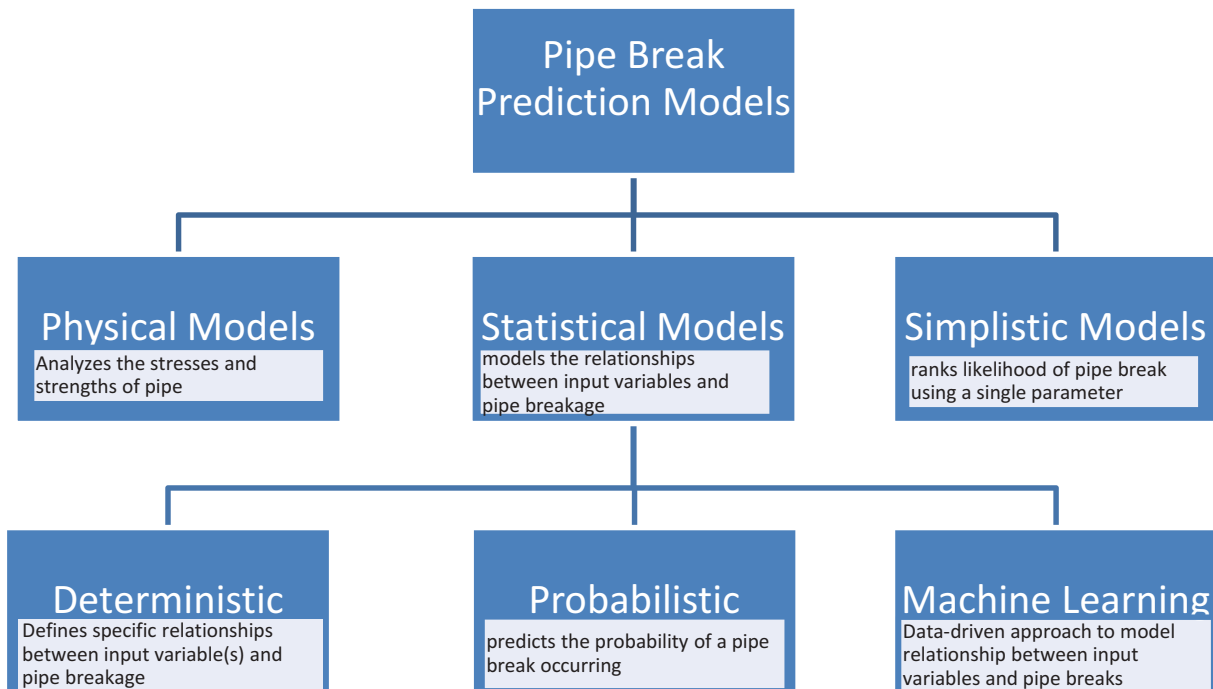 Pipe Break
Prediction Models
Physical Models
Analyzes the stresses and
strengths of pipe
Statistical Models
models the relationships
between input variables and
pipe breakage
Simplistic Models
ranks likelihood of pipe break
using a single parameter
Deterministic
Defines specific relationships
between input variable(s) and
pipe breakage
Probabilistic
predicts the probability of a pipe
break occurring
Machine Learning
Data-driven approach to model
relationship between input
variables and pipe breaks